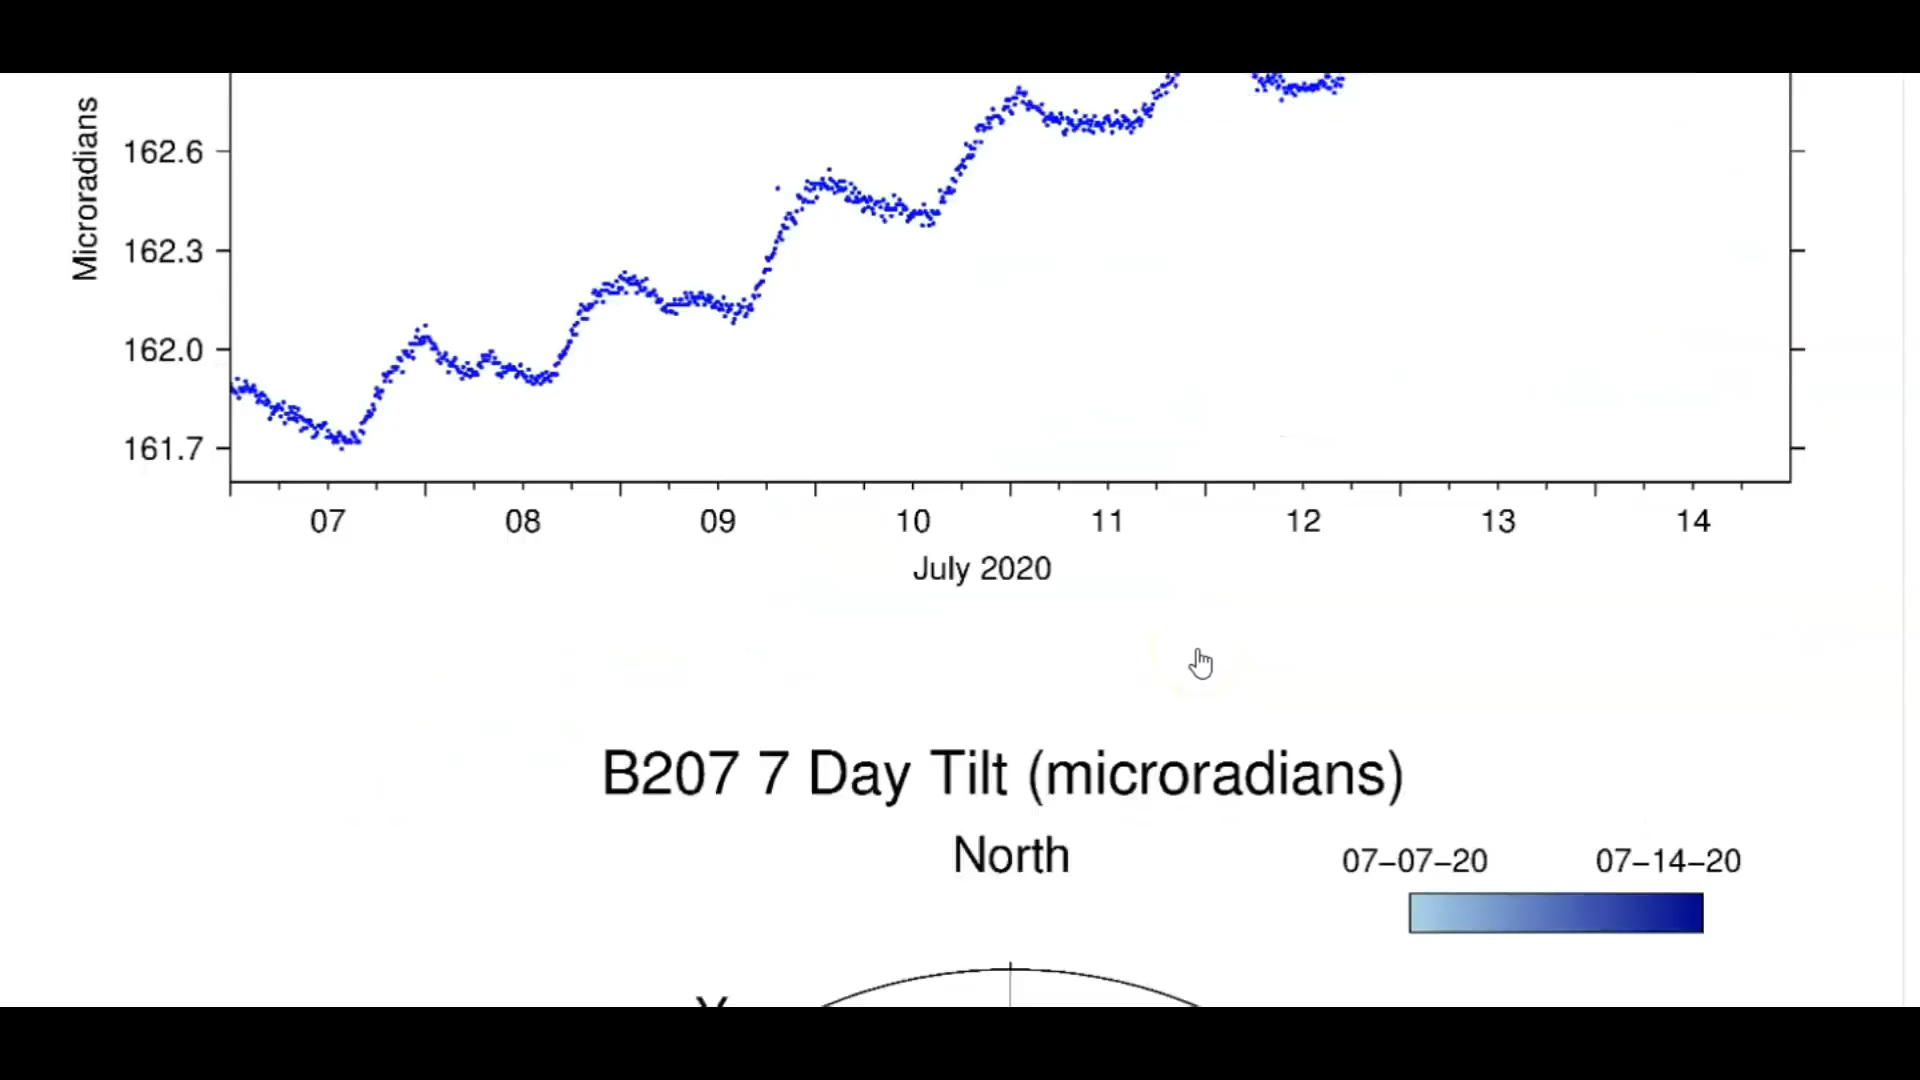 Microradians
162.6
162.3
162.0
161.7
07 08 09 10 11 12 13 14
July 2020
B207 7 Day Tilt (microradians)
North
07−07−20 07−14−20
Y